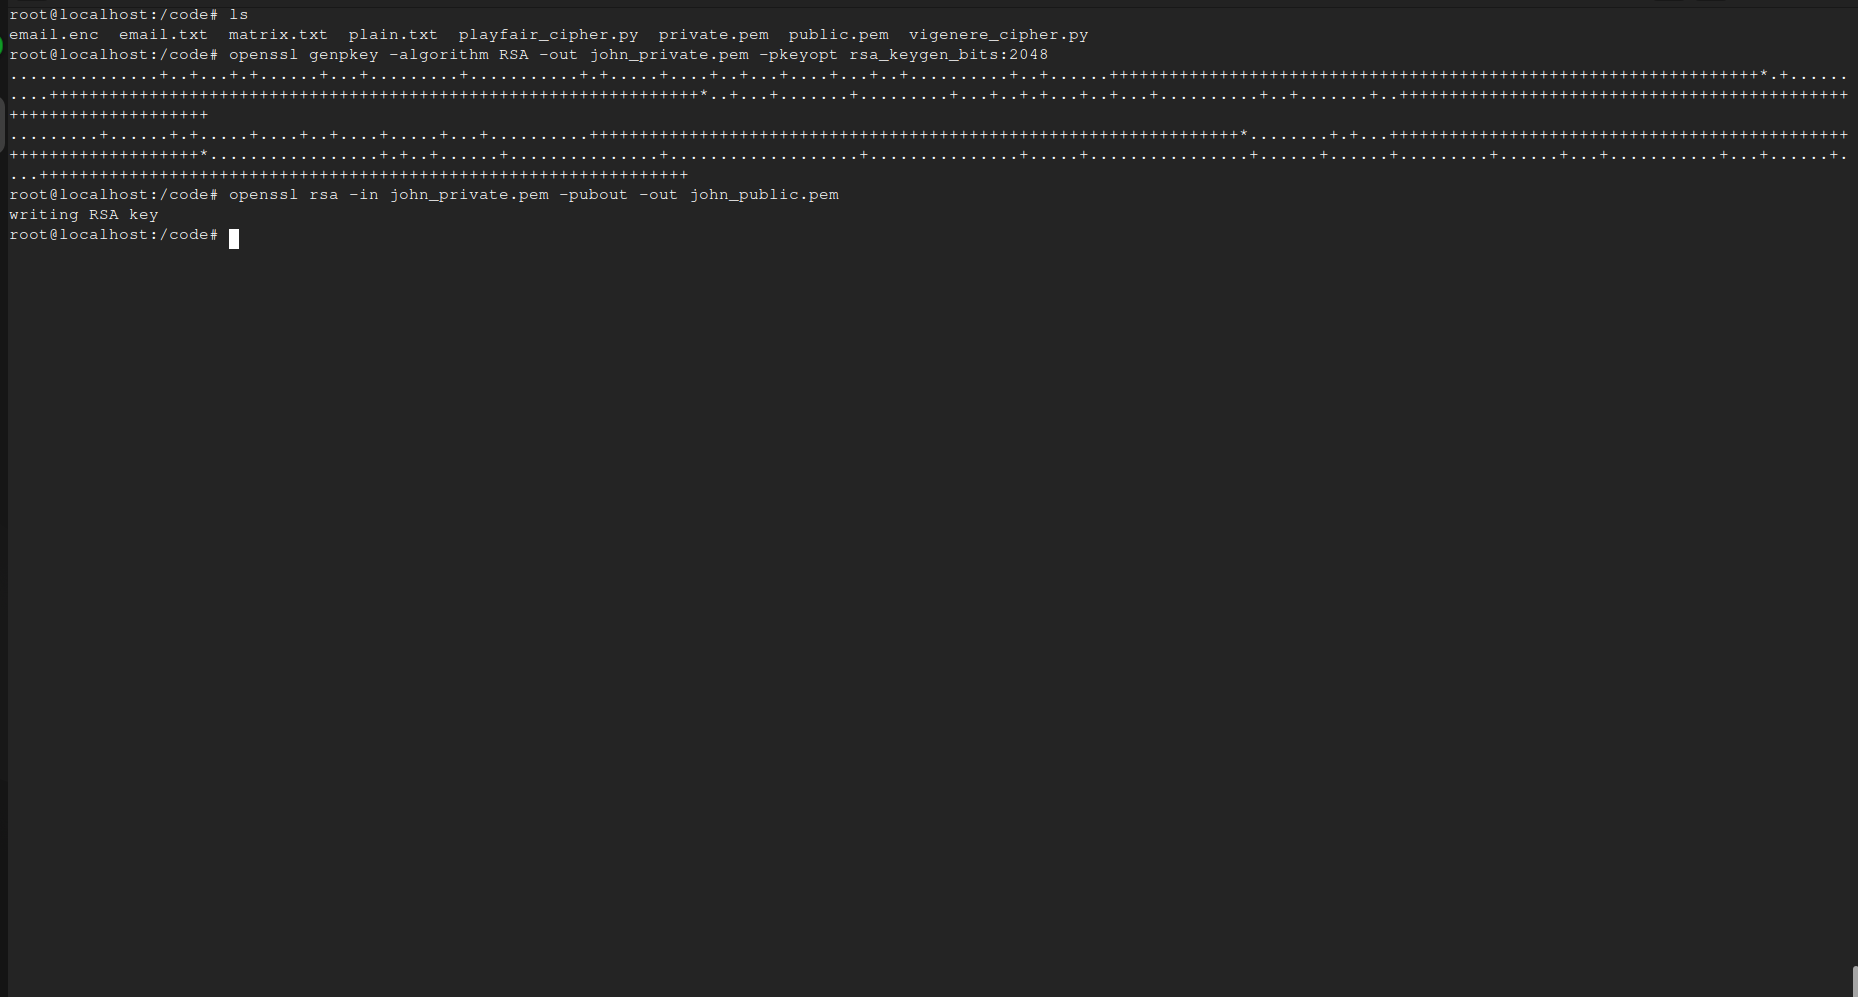 root@localhost:/code# ls
email.enc  email.txt  matrix.txt  plain.txt  playfair_cipher.py  private.pem  public.pem  vigenere_cipher.py
root@localhost:/code# openssl genpkey -algorithm RSA -out john_private.pem -pkeyopt rsa_keygen_bits:2048
...............+..+...+.+......+...+.........+...........+.+.....+....+..+...+....+...+..+..........+..+......+++++++++++++++++++++++++++++++++++++++++++++++++++++++++++++++++*.+......
....+++++++++++++++++++++++++++++++++++++++++++++++++++++++++++++++++*..+...+.......+.........+...+..+.+...+..+...+..........+..+.......+..+++++++++++++++++++++++++++++++++++++++++++++
++++++++++++++++++++
.........+......+.+.....+....+..+....+.....+...+..........+++++++++++++++++++++++++++++++++++++++++++++++++++++++++++++++++*........+.+...++++++++++++++++++++++++++++++++++++++++++++++
+++++++++++++++++++*.................+.+..+......+...............+...................+...............+.....+................+......+......+.........+......+...+...........+...+......+.
...+++++++++++++++++++++++++++++++++++++++++++++++++++++++++++++++++
root@localhost:/code# openssl rsa -in john_private.pem -pubout -out john_public.pem
writing RSA key
root@localhost:/code#